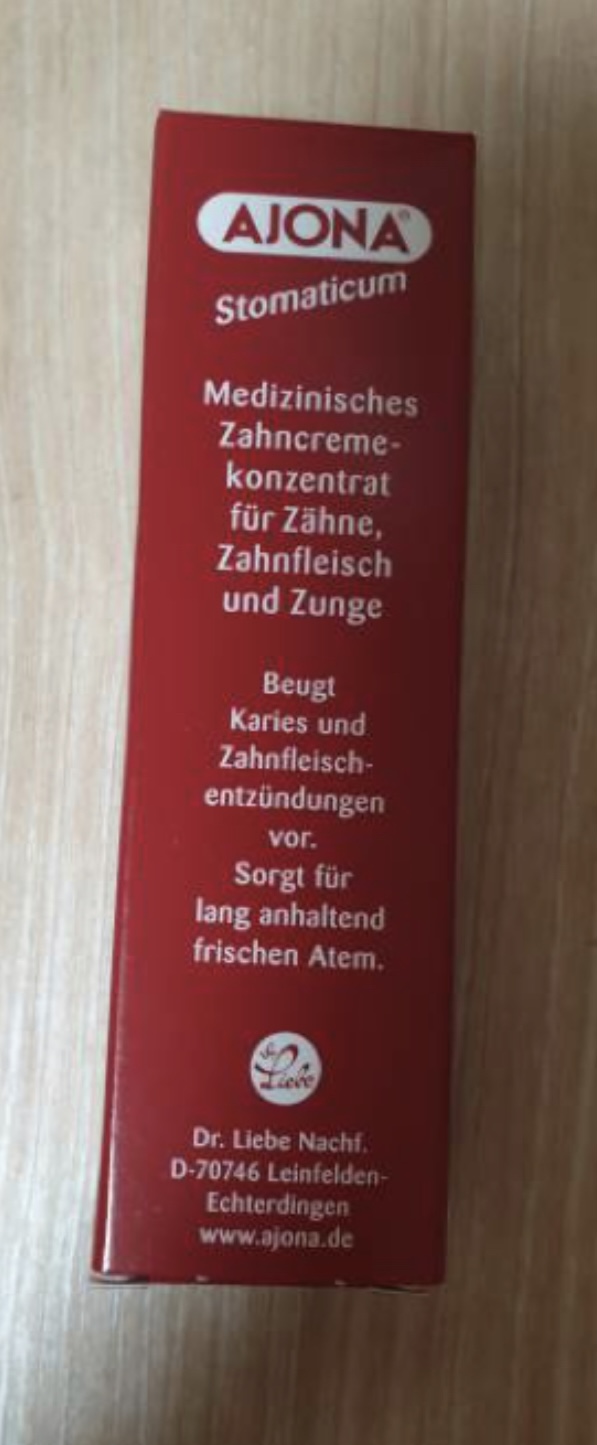 AJONA®
Stomaticum
Medizinisches
Zahncreme-
konzentrat
für Zähne,
Zahnfleisch
und Zunge
Beugt
Karies und
Zahnfleisch-
entzündungen
vor.
Sorgt für
lang anhaltend
frischen Atem.
Dr. Liebe
Dr. Liebe Nachf.
D-70746 Leinfelden-
Echterdingen
www.ajona.de